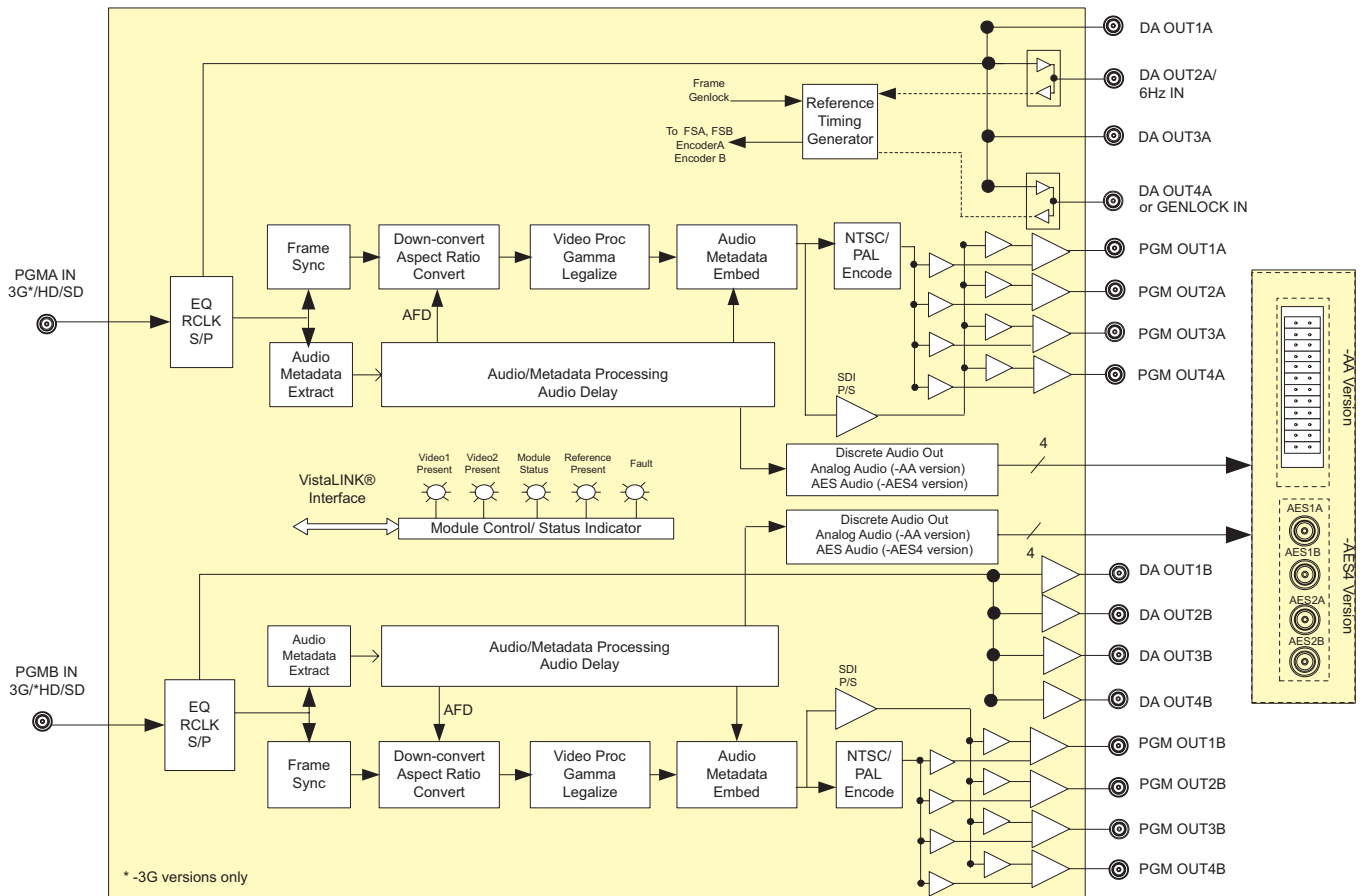 DA OUT1A
DA OUT2A/
6Hz IN
DA OUT3A
DA OUT4A
or GENLOCK IN
Frame
Genlock
Reference
Timing
Generator
To FSA, FSB
EncoderA
Encoder B
PGMA IN
3G*/HD/SD
EQ
RCLK
S/P
Frame
Sync
Down-convert
Aspect Ratio
Convert
Video Proc
Gamma
Legalize
Audio
Metadata
Embed
NTSC/
PAL
Encode
PGM OUT1A
PGM OUT2A
PGM OUT3A
PGM OUT4A
AFD
Audio
Metadata
Extract
Audio/Metadata Processing
Audio Delay
SDI
P/S
Discrete Audio Out
Analog Audio (-AA version)
AES Audio (-AES4 version)
4
-AA Version
VistaLINK®
Interface
Video1
Present
Video2
Present
Module
Status
Reference
Present
Fault
Module Control/ Status Indicator
Discrete Audio Out
Analog Audio (-AA version)
AES Audio (-AES4 version)
4
AES1A
AES1B
AES2A
AES2B
-AES4 Version
DA OUT1B
DA OUT2B
DA OUT3B
DA OUT4B
PGMB IN
3G/*HD/SD
EQ
RCLK
S/P
Audio
Metadata
Extract
Audio/Metadata Processing
Audio Delay
AFD
SDI
P/S
Frame
Sync
Down-convert
Aspect Ratio
Convert
Video Proc
Gamma
Legalize
Audio
Metadata
Embed
NTSC/
PAL
Encode
PGM OUT1B
PGM OUT2B
PGM OUT3B
PGM OUT4B
* -3G versions only